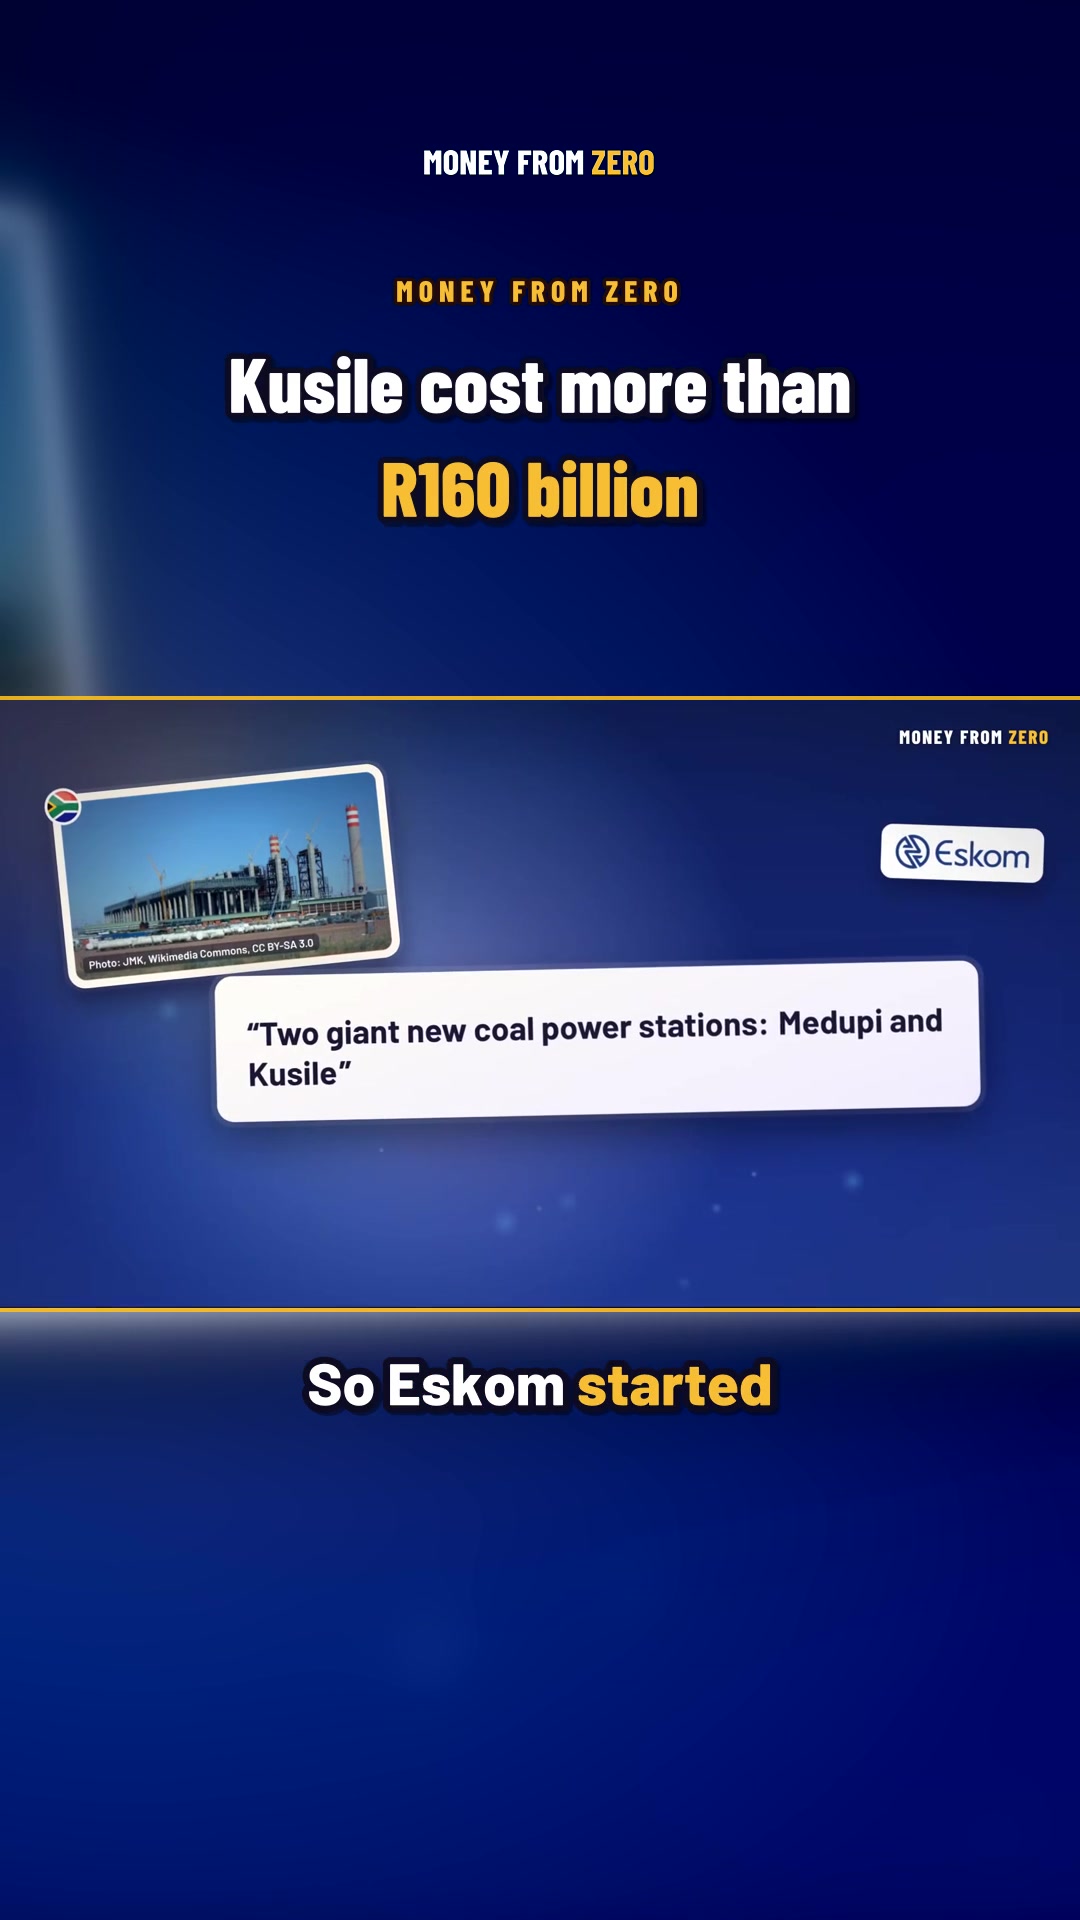 MONEY FROM ZERO
MONEY FROM ZERO
Kusile cost more than
R160 billion
MONEY FROM ZERO
Eskom
Photo: JMK, Wikimedia Commons, CC BY-SA 3.0
“Two giant new coal power stations: Medupi and
Kusile”
So Eskom started